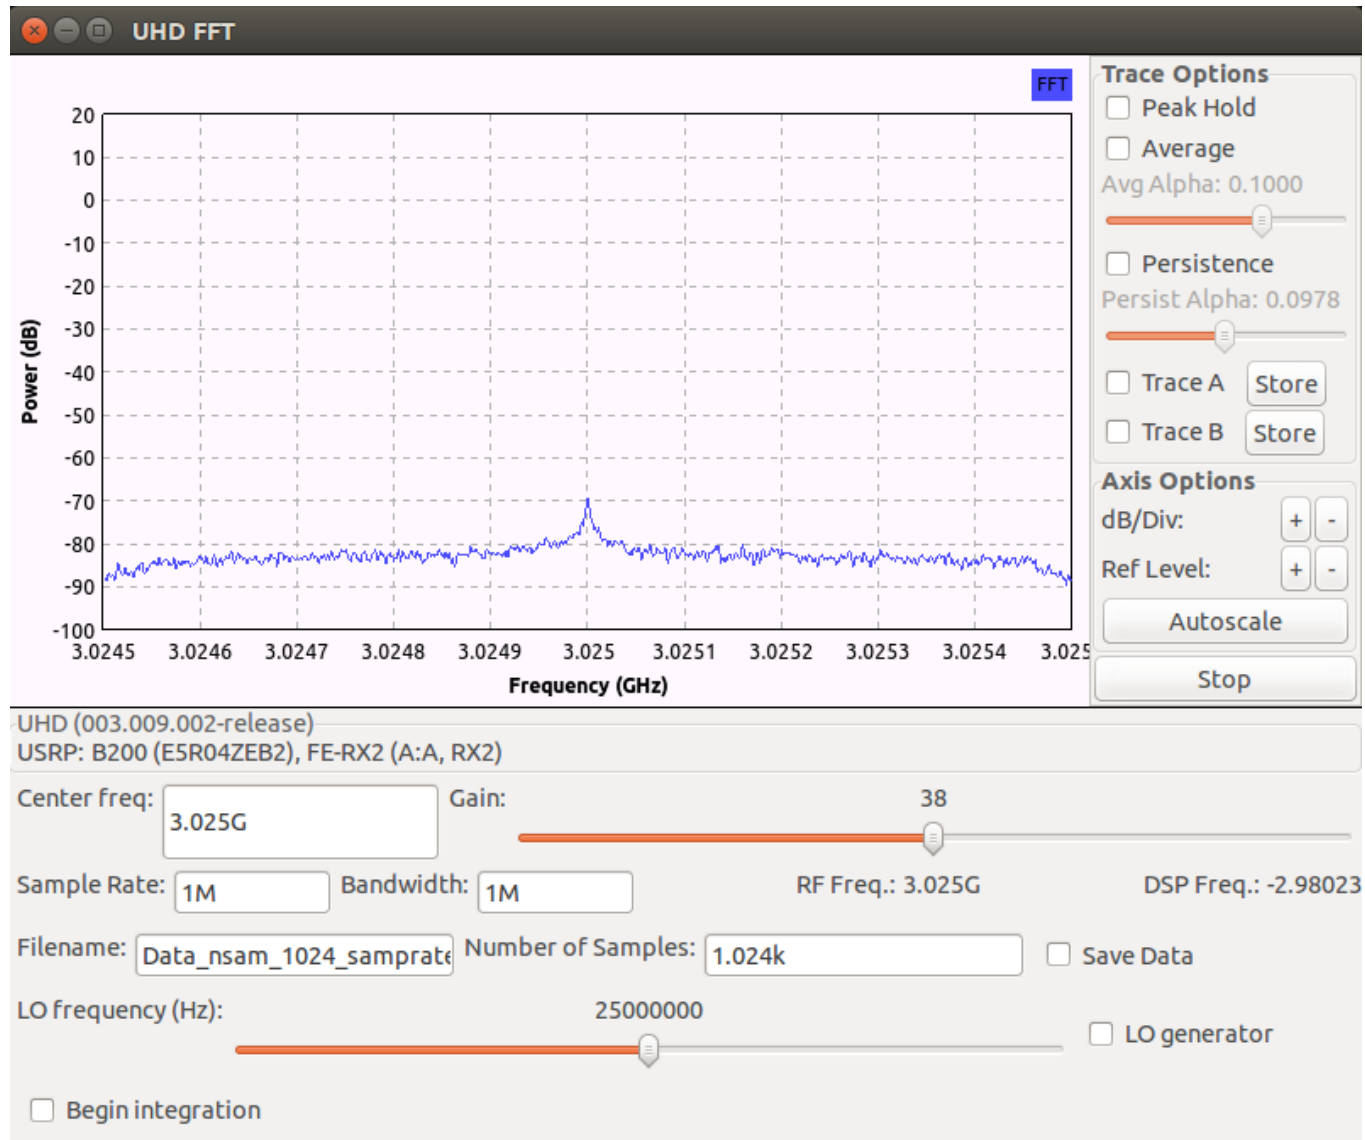 UHD FFT
FFT
20
10
0
-10
-20
-30
-40
-50
-60
-70
-80
-90
-100
Power (dB)
3.0245 3.0246 3.0247 3.0248 3.0249 3.025 3.0251 3.0252 3.0253 3.0254 3.025
Frequency (GHz)
Trace Options
Peak Hold
Average
Avg Alpha: 0.1000
Persistence
Persist Alpha: 0.0978
Trace A Store
Trace B Store
Axis Options
dB/Div: + -
Ref Level: + -
Autoscale
Stop
UHD (003.009.002-release)
USRP: B200 (E5R04ZEB2), FE-RX2 (A:A, RX2)
Center freq: 3.025G Gain: 38
Sample Rate: 1M Bandwidth: 1M RF Freq.: 3.025G DSP Freq.: -2.98023
Filename: Data_nsam_1024_samprate Number of Samples: 1.024k Save Data
LO frequency (Hz): 25000000 LO generator
Begin integration